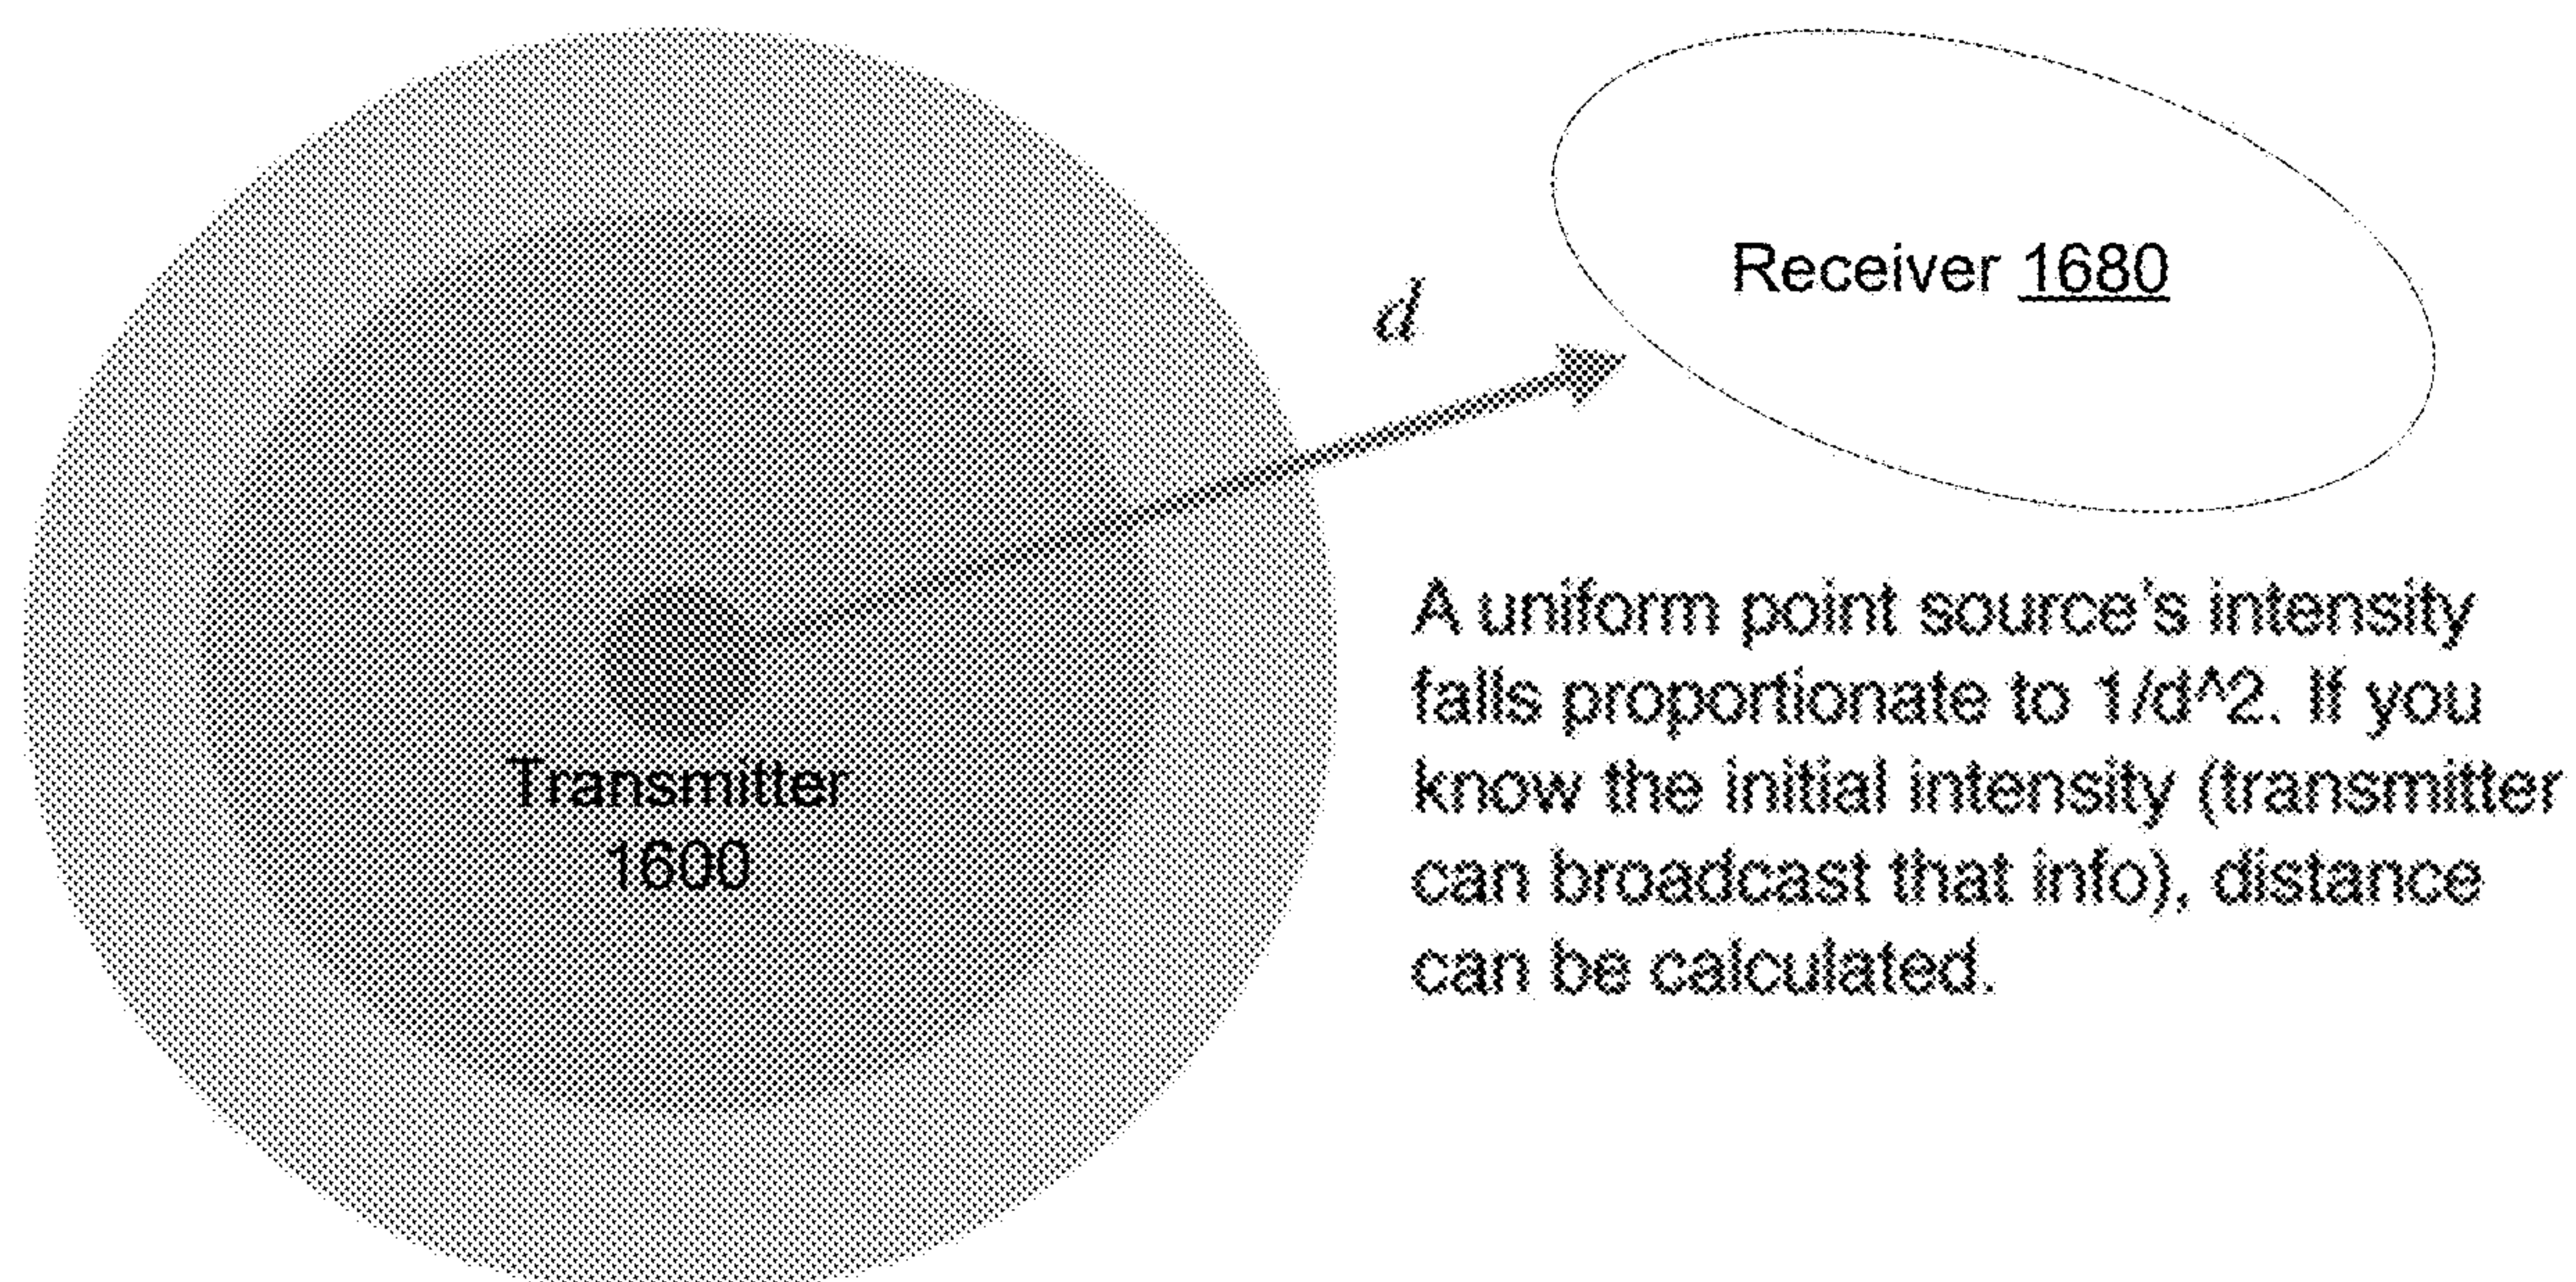 Receiver 1680
d
A uniform point source's intensity
falls proportionate to 1/d^2. If you
know the initial intensity (transmitter
can broadcast that info), distance
can be calculated.
Transmitter
1600